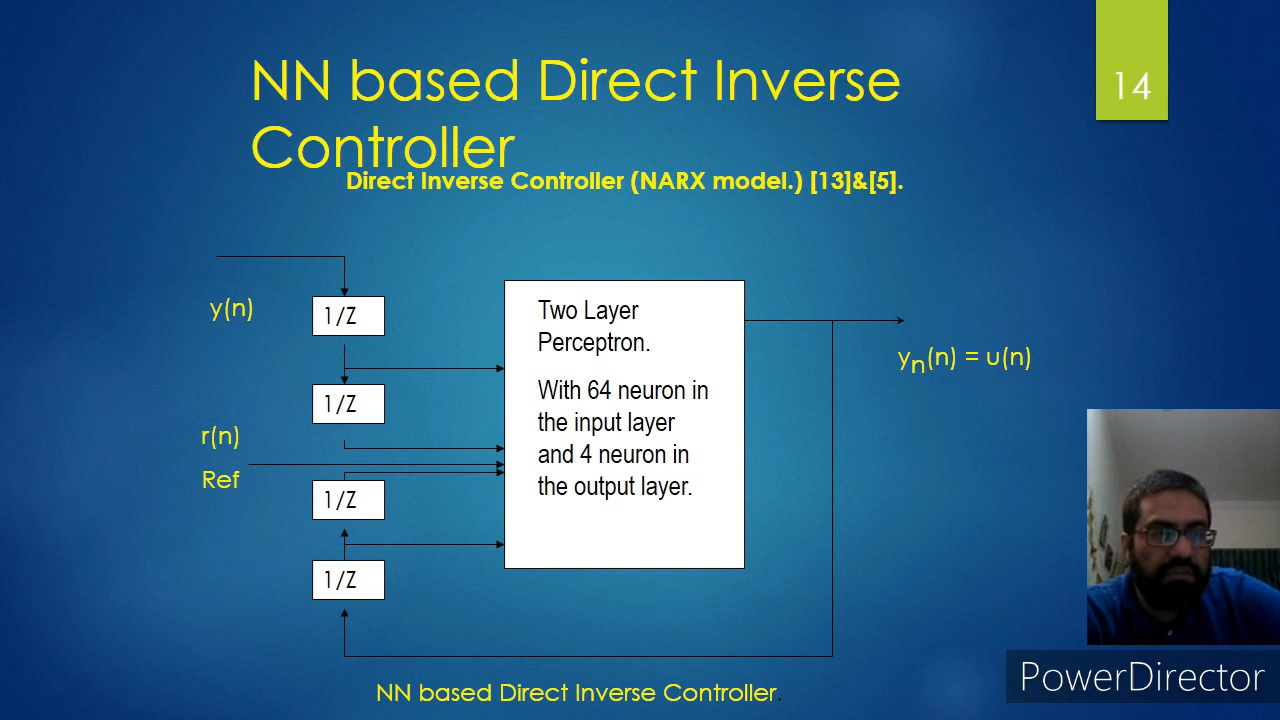 NN based Direct Inverse
Controller
14
Direct Inverse Controller (NARX model.) [13]&[5].
y(n)
1/Z
1/Z
r(n)
Ref
1/Z
1/Z
Two Layer
Perceptron.
With 64 neuron in
the input layer
and 4 neuron in
the output layer.
yn(n) = u(n)
NN based Direct Inverse Controller.
PowerDirector